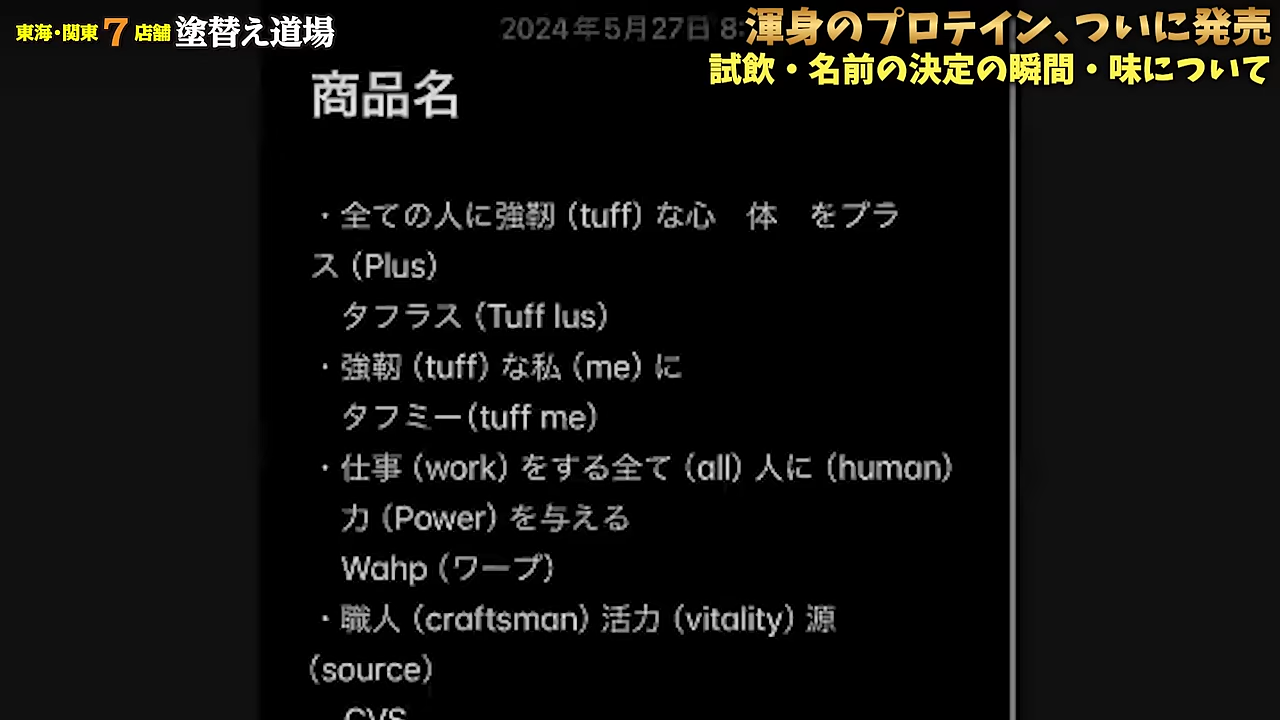 東海・関東7店舗 塗替え道場
渾身のプロテイン、ついに発売
試飲・名前の決定の瞬間・味について
2024年5月27日 8:
商品名
・全ての人に強靭（tuff）な心　体　をプラ
ス（Plus）
タフラス（Tuff lus）
・強靭（tuff）な私（me）に
タフミー（tuff me）
・仕事（work）をする全て（all）人に（human）
力（Power）を与える
Wahp（ワープ）
・職人（craftsman）活力（vitality）源
（source）
CVS